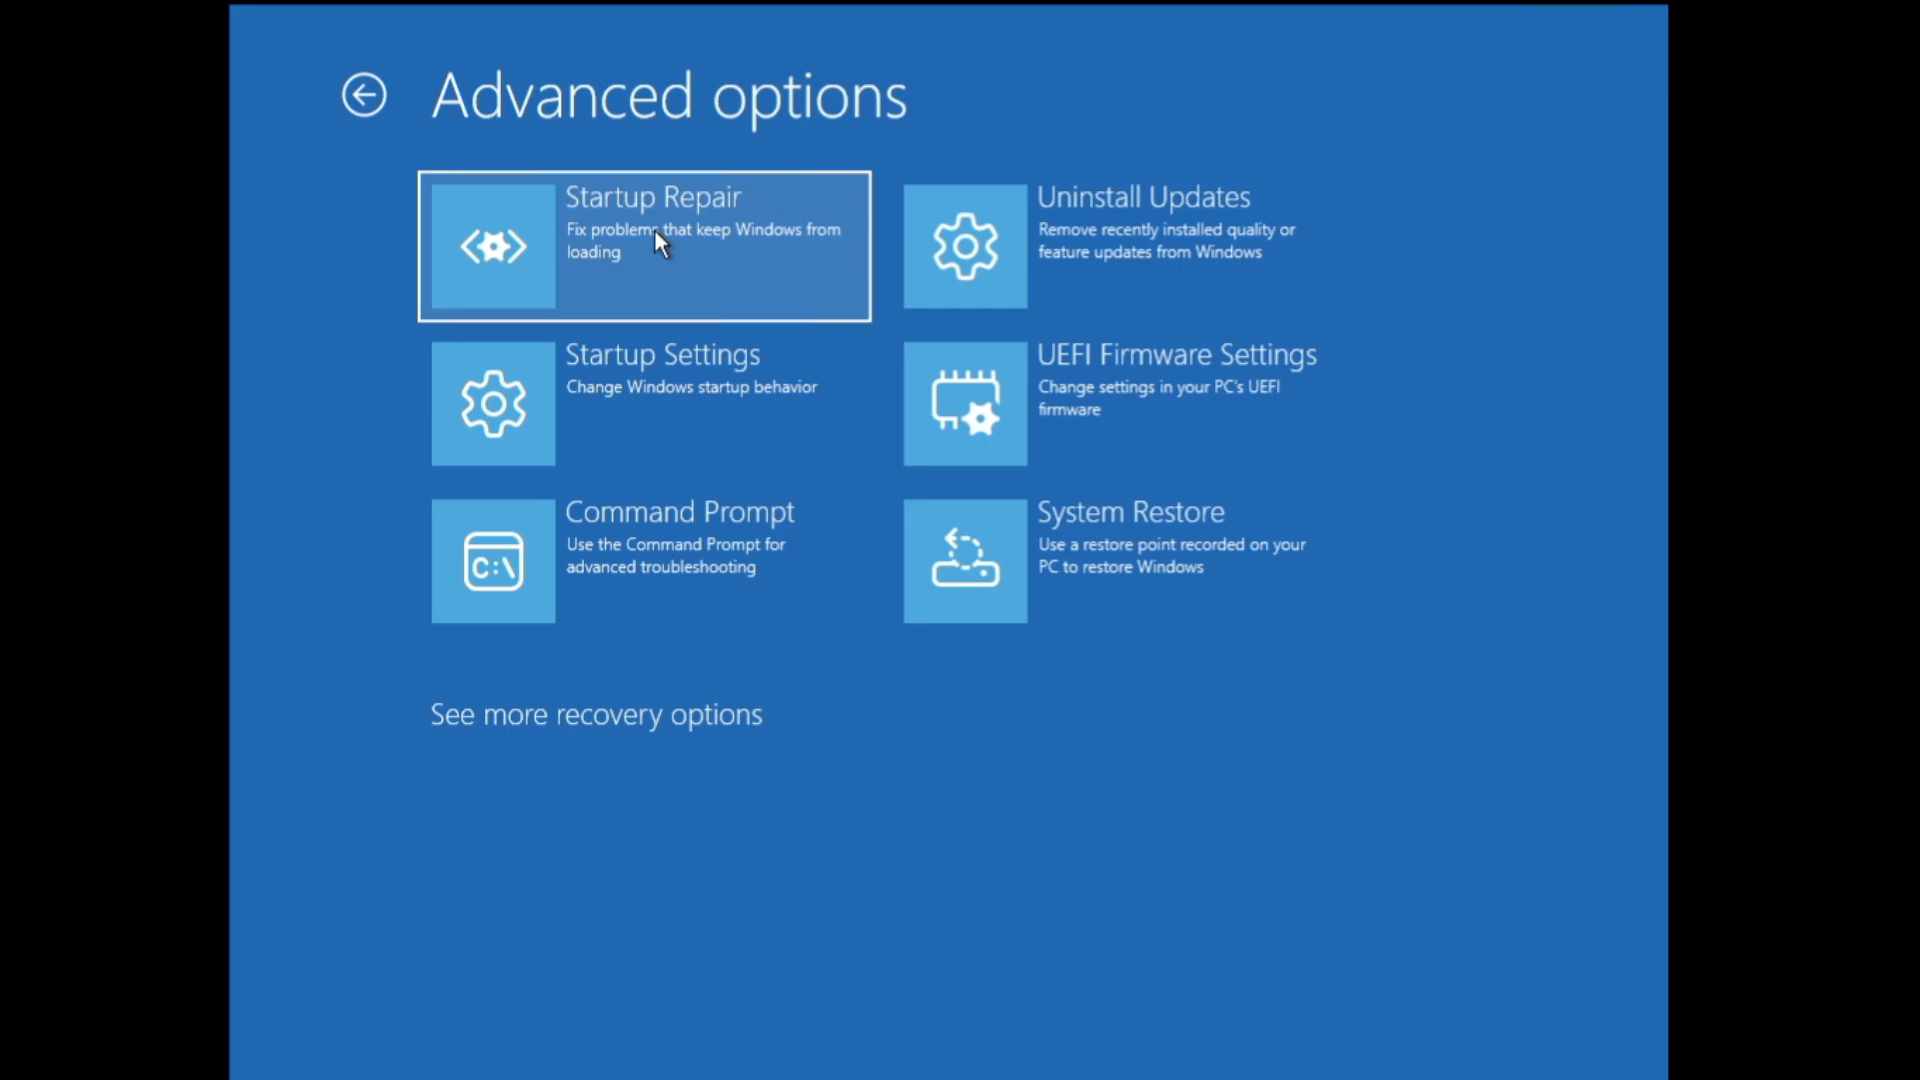 Advanced options
Startup Repair
Fix problems that keep Windows from
loading
Uninstall Updates
Remove recently installed quality or
feature updates from Windows
Startup Settings
Change Windows startup behavior
UEFI Firmware Settings
Change settings in your PC's UEFI
firmware
C:\
Command Prompt
Use the Command Prompt for
advanced troubleshooting
System Restore
Use a restore point recorded on your
PC to restore Windows
See more recovery options